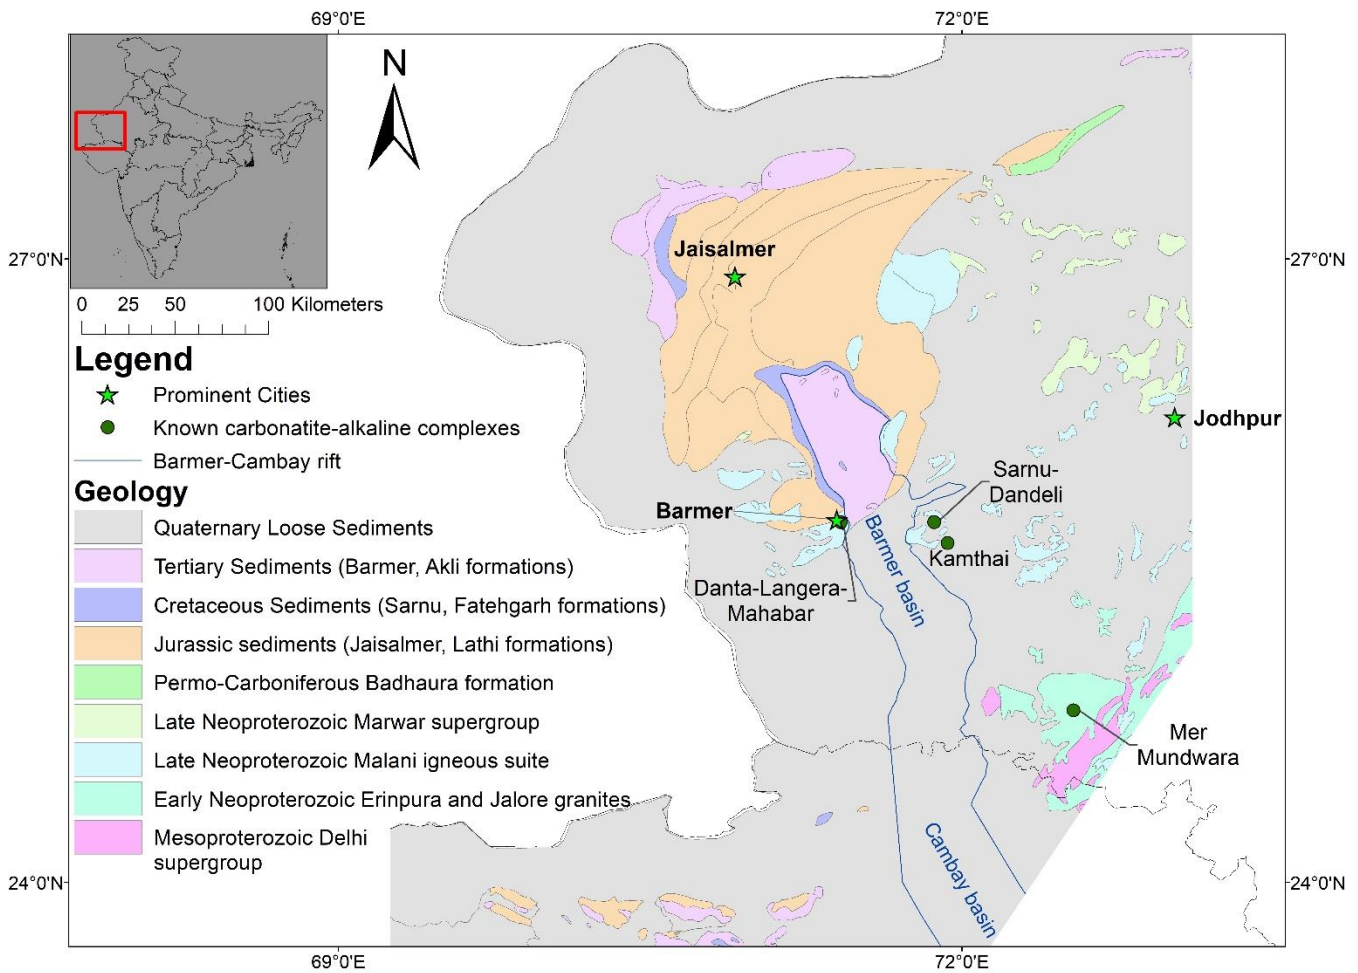 69°0'E
72°0'E
N
27°0'N
27°0'N
0 25 50 100 Kilometers
Legend
Prominent Cities
Known carbonatite-alkaline complexes
Barmer-Cambay rift
Geology
Quaternary Loose Sediments
Tertiary Sediments (Barmer, Akli formations)
Cretaceous Sediments (Sarnu, Fatehgarh formations)
Jurassic sediments (Jaisalmer, Lathi formations)
Permo-Carboniferous Badhaura formation
Late Neoproterozoic Marwar supergroup
Late Neoproterozoic Malani igneous suite
Early Neoproterozoic Erinpura and Jalore granites
Mesoproterozoic Delhi
supergroup
Jaisalmer
Jodhpur
Sarnu-
Dandeli
Barmer
Kamthai
Danta-Langera-
Mahabar
Barmer basin
Mer
Mundwara
Cambay basin
24°0'N
24°0'N
69°0'E
72°0'E